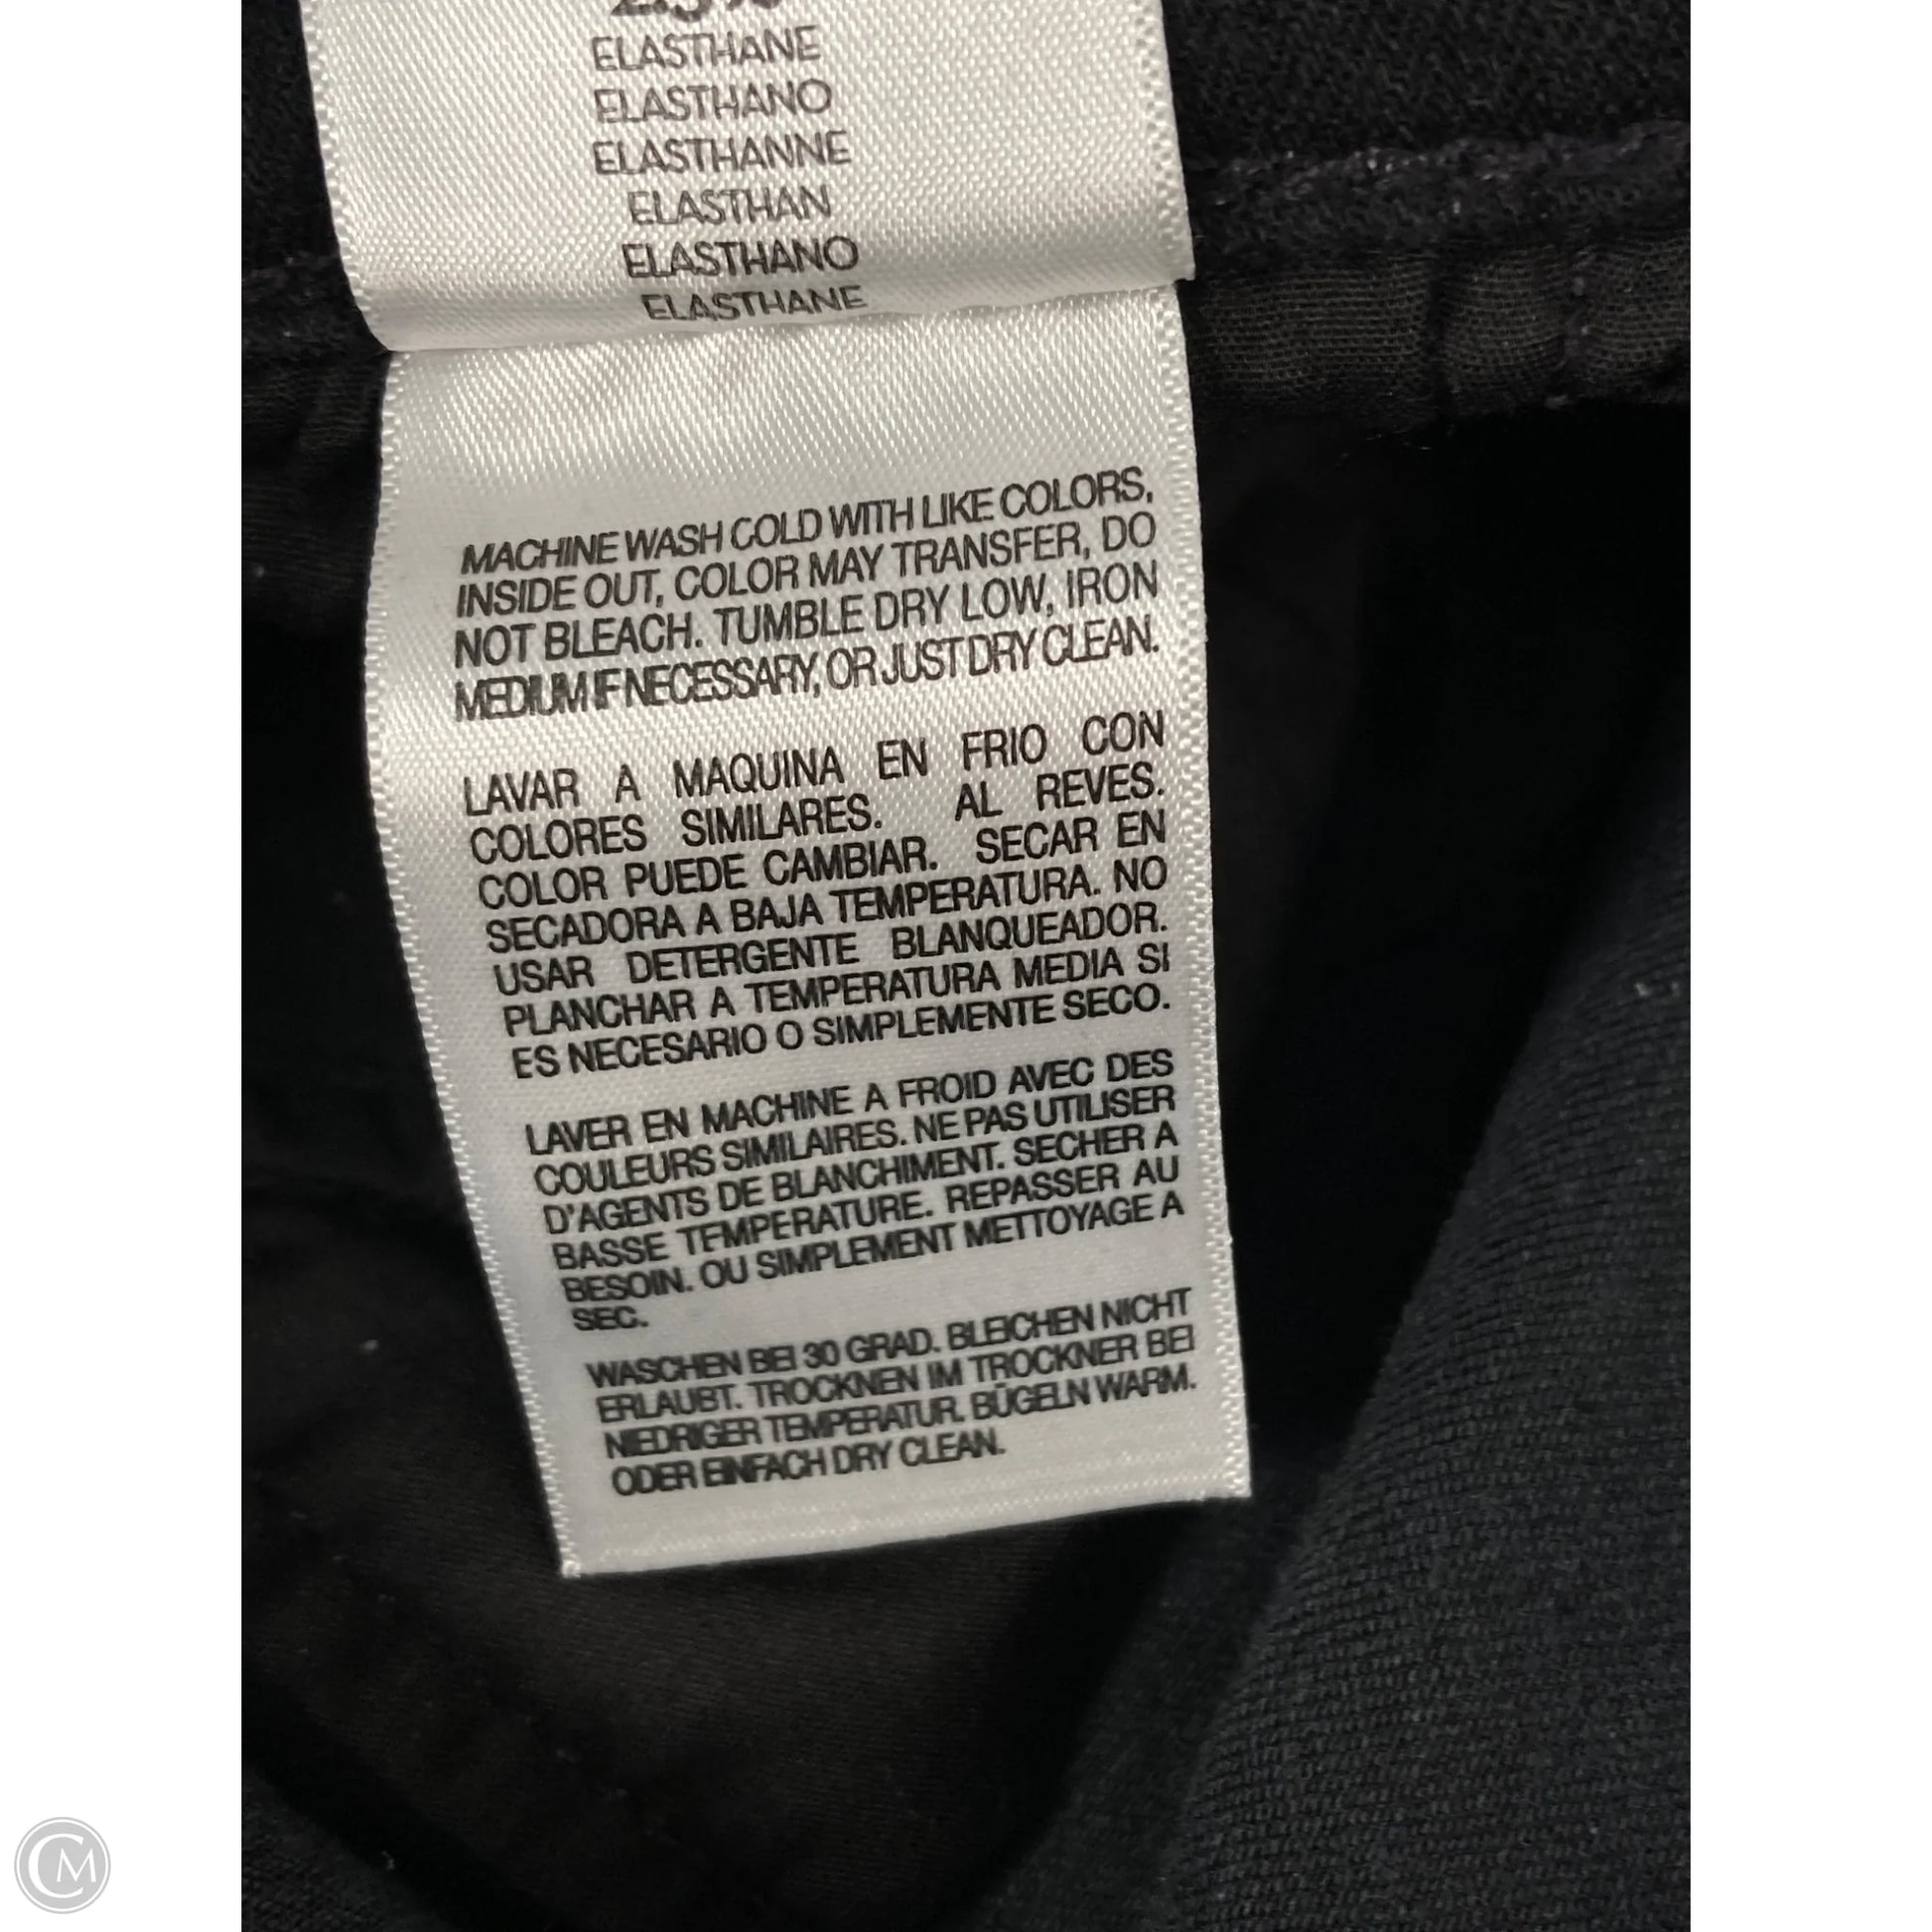 ELASTHANE
ELASTHANO
ELASTHANNE
ELASTHAN
ELASTHANO
ELASTHANE
MACHINE WASH COLD WITH LIKE COLORS,
INSIDE OUT, COLOR MAY TRANSFER, DO
NOT BLEACH. TUMBLE DRY LOW, IRON
MEDIUM IF NECESSARY, OR JUST DRY CLEAN.
LAVAR A MAQUINA EN FRIO CON
COLORES SIMILARES. AL REVES.
COLOR PUEDE CAMBIAR. SECAR EN
SECADORA A BAJA TEMPERATURA. NO
USAR DETERGENTE BLANQUEADOR.
PLANCHAR A TEMPERATURA MEDIA SI
ES NECESARIO O SIMPLEMENTE SECO.
LAVER EN MACHINE A FROID AVEC DES
COULEURS SIMILAIRES. NE PAS UTILISER
D'AGENTS DE BLANCHIMENT. SECHER A
BASSE TEMPERATURE. REPASSER AU
BESOIN. OU SIMPLEMENT METTOYAGE A
SEC.
WASCHEN BEI 30 GRAD. BLEICHEN NICHT
ERLAUBT. TROCKNEN IM TROCKNER BEI
NIEDRIGER TEMPERATUR. BÜGELN WARM.
ODER EINFACH DRY CLEAN.
CM